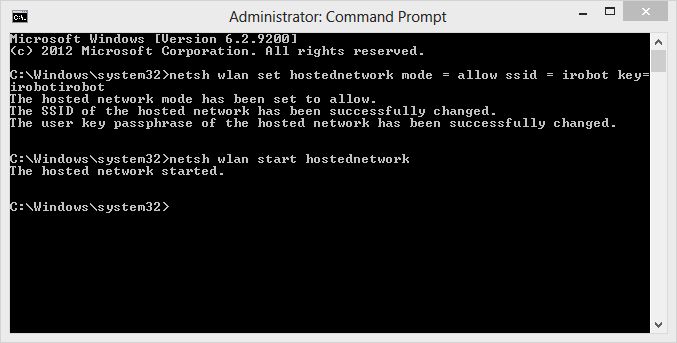 Administrator: Command Prompt
Microsoft Windows [Version 6.2.9200]
(c) 2012 Microsoft Corporation. All rights reserved.
C:\Windows\system32>netsh wlan set hostednetwork mode = allow ssid = irobot key=
irobotirobot
The hosted network mode has been set to allow.
The SSID of the hosted network has been successfully changed.
The user key passphrase of the hosted network has been successfully changed.
C:\Windows\system32>netsh wlan start hostednetwork
The hosted network started.
C:\Windows\system32>